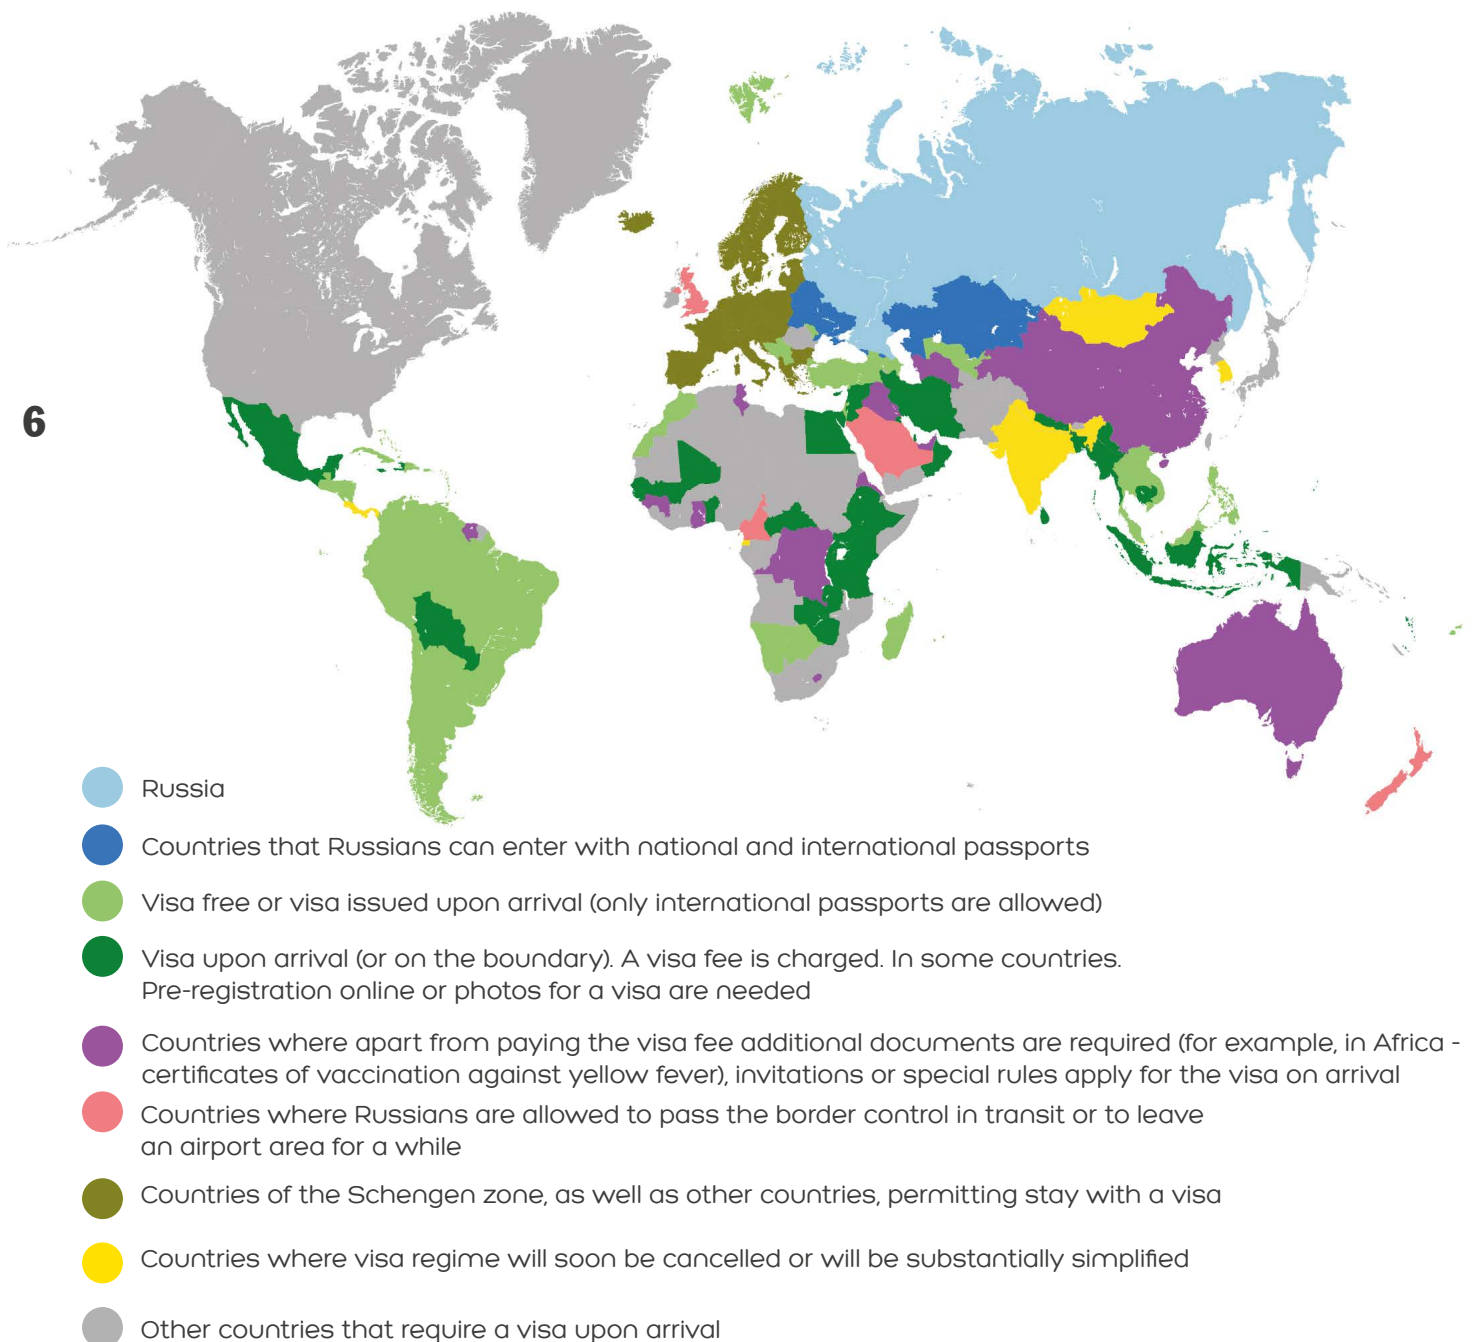 6
Russia
Countries that Russians can enter with national and international passports
Visa free or visa issued upon arrival (only international passports are allowed)
Visa upon arrival (or on the boundary). A visa fee is charged. In some countries.
Pre-registration online or photos for a visa are needed
Countries where apart from paying the visa fee additional documents are required (for example, in Africa -
certificates of vaccination against yellow fever), invitations or special rules apply for the visa on arrival
Countries where Russians are allowed to pass the border control in transit or to leave
an airport area for a while
Countries of the Schengen zone, as well as other countries, permitting stay with a visa
Countries where visa regime will soon be cancelled or will be substantially simplified
Other countries that require a visa upon arrival